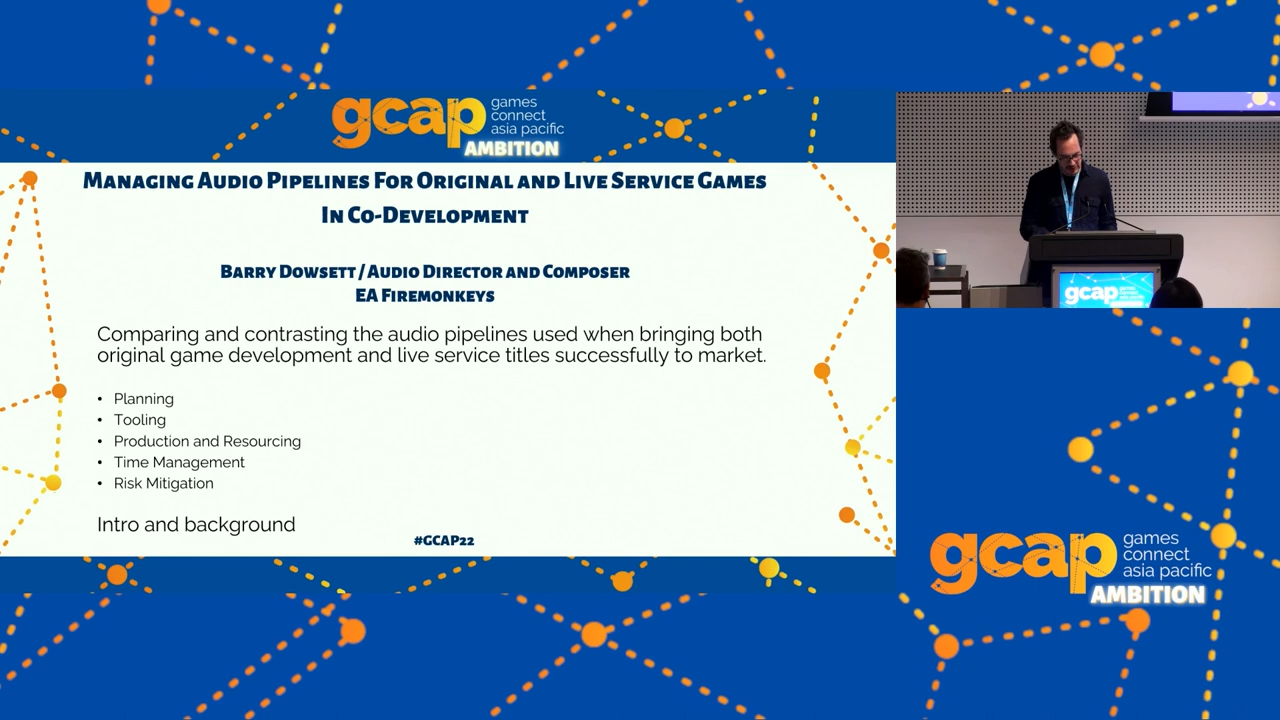 gcap games
connect
asia pacific
AMBITION
MANAGING AUDIO PIPELINES FOR ORIGINAL AND LIVE SERVICE GAMES
IN CO-DEVELOPMENT
BARRY DOWSETT / AUDIO DIRECTOR AND COMPOSER
EA FIREMONKEYS
Comparing and contrasting the audio pipelines used when bringing both
original game development and live service titles successfully to market.
• Planning
• Tooling
• Production and Resourcing
• Time Management
• Risk Mitigation
Intro and background
#GCAP22
gcap
gcap games
connect
asia pacific
AMBITION